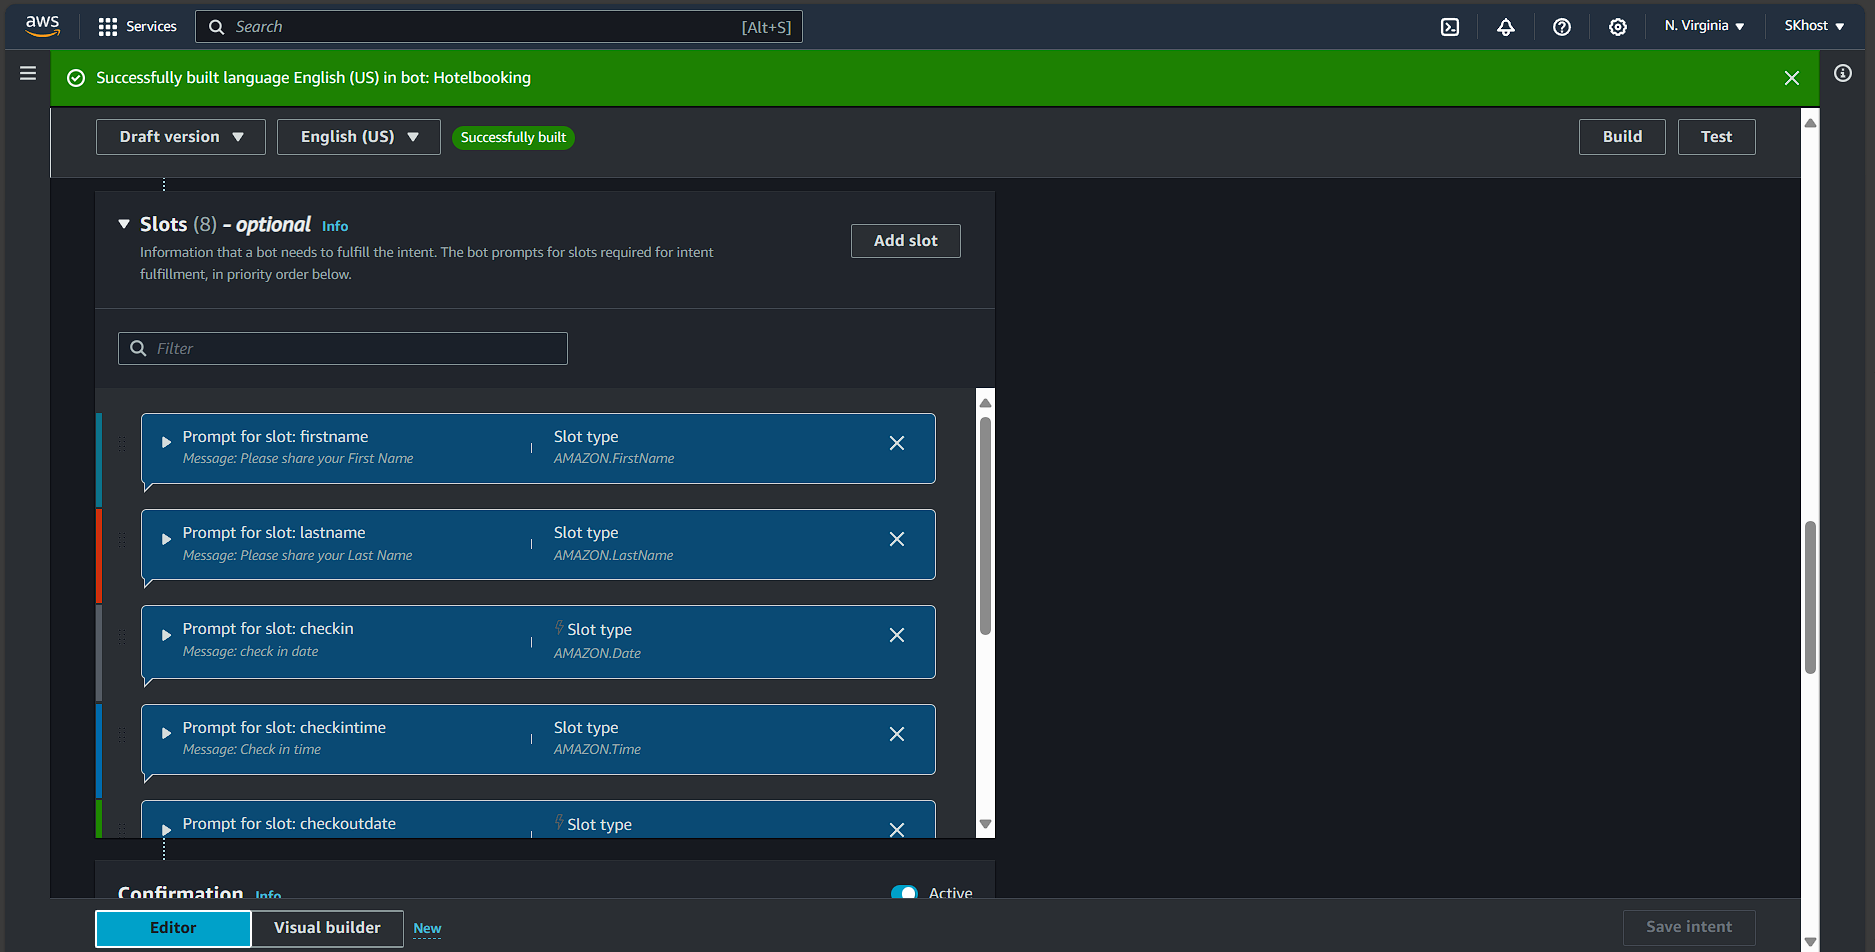 aws
Services
Search
[Alt+S]
N. Virginia
SKhost
Successfully built language English (US) in bot: Hotelbooking
Draft version
English (US)
Successfully built
Build
Test
Slots (8) - optional Info
Information that a bot needs to fulfill the intent. The bot prompts for slots required for intent
fulfillment, in priority order below.
Add slot
Filter
Prompt for slot: firstname
Message: Please share your First Name
Slot type
AMAZON.FirstName
Prompt for slot: lastname
Message: Please share your Last Name
Slot type
AMAZON.LastName
Prompt for slot: checkin
Message: check in date
Slot type
AMAZON.Date
Prompt for slot: checkintime
Message: Check in time
Slot type
AMAZON.Time
Prompt for slot: checkoutdate
Slot type
Confirmation Info
Active
Editor
Visual builder
New
Save intent